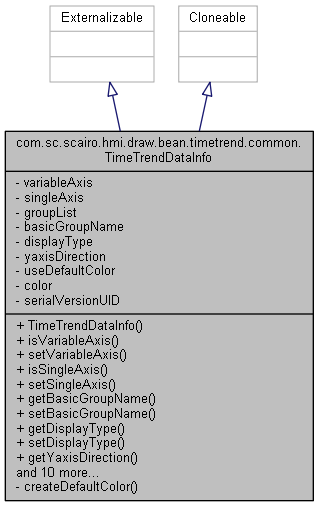 Externalizable
Cloneable
com.sc.scairo.hmi.draw.bean.timetrend.common.
TimeTrendDataInfo
- variableAxis
- singleAxis
- groupList
- basicGroupName
- displayType
- yaxisDirection
- useDefaultColor
- color
- serialVersionUID
+ TimeTrendDataInfo()
+ isVariableAxis()
+ setVariableAxis()
+ isSingleAxis()
+ setSingleAxis()
+ getBasicGroupName()
+ setBasicGroupName()
+ getDisplayType()
+ setDisplayType()
+ getYaxisDirection()
and 10 more...
- createDefaultColor()